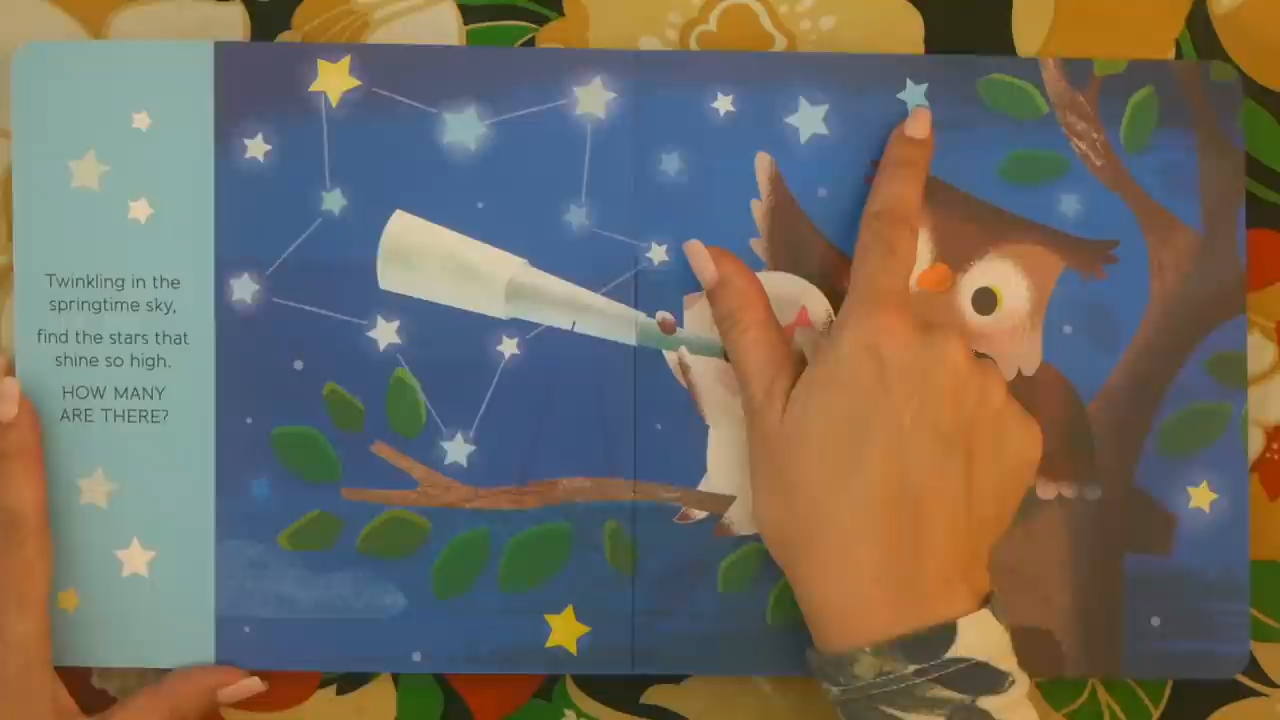 Twinkling in the
springtime sky,
find the stars that
shine so high.
HOW MANY
ARE THERE?